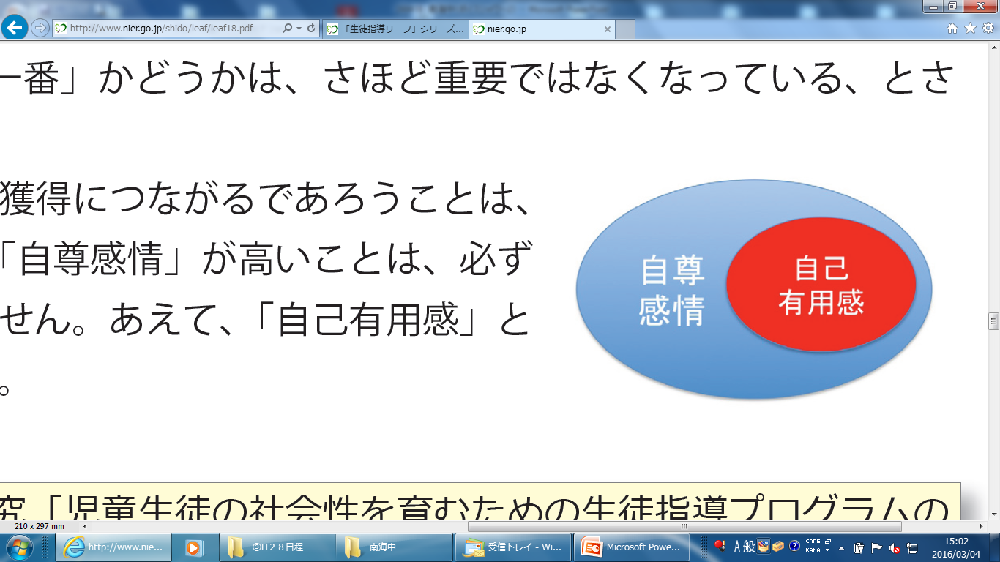 http://www.nier.go.jp/shido/leaf/leaf18.pdf
「生徒指導リーフ」シリーズ...
nier.go.jp
一番」かどうかは、さほど重要ではなくなっている、とさ
獲得につながるであろうことは、
「自尊感情」が高いことは、必ず
せん。あえて、「自己有用感」と
。
自尊
感情
自己
有用感
究「児童生徒の社会性を育むための生徒指導プログラムの
210 x 297 mm
http://www.nie...
③H２８日程
南海中
受信トレイ - Wi...
Microsoft Powe...
A 般
CAPS
KANA
15:02
2016/03/04